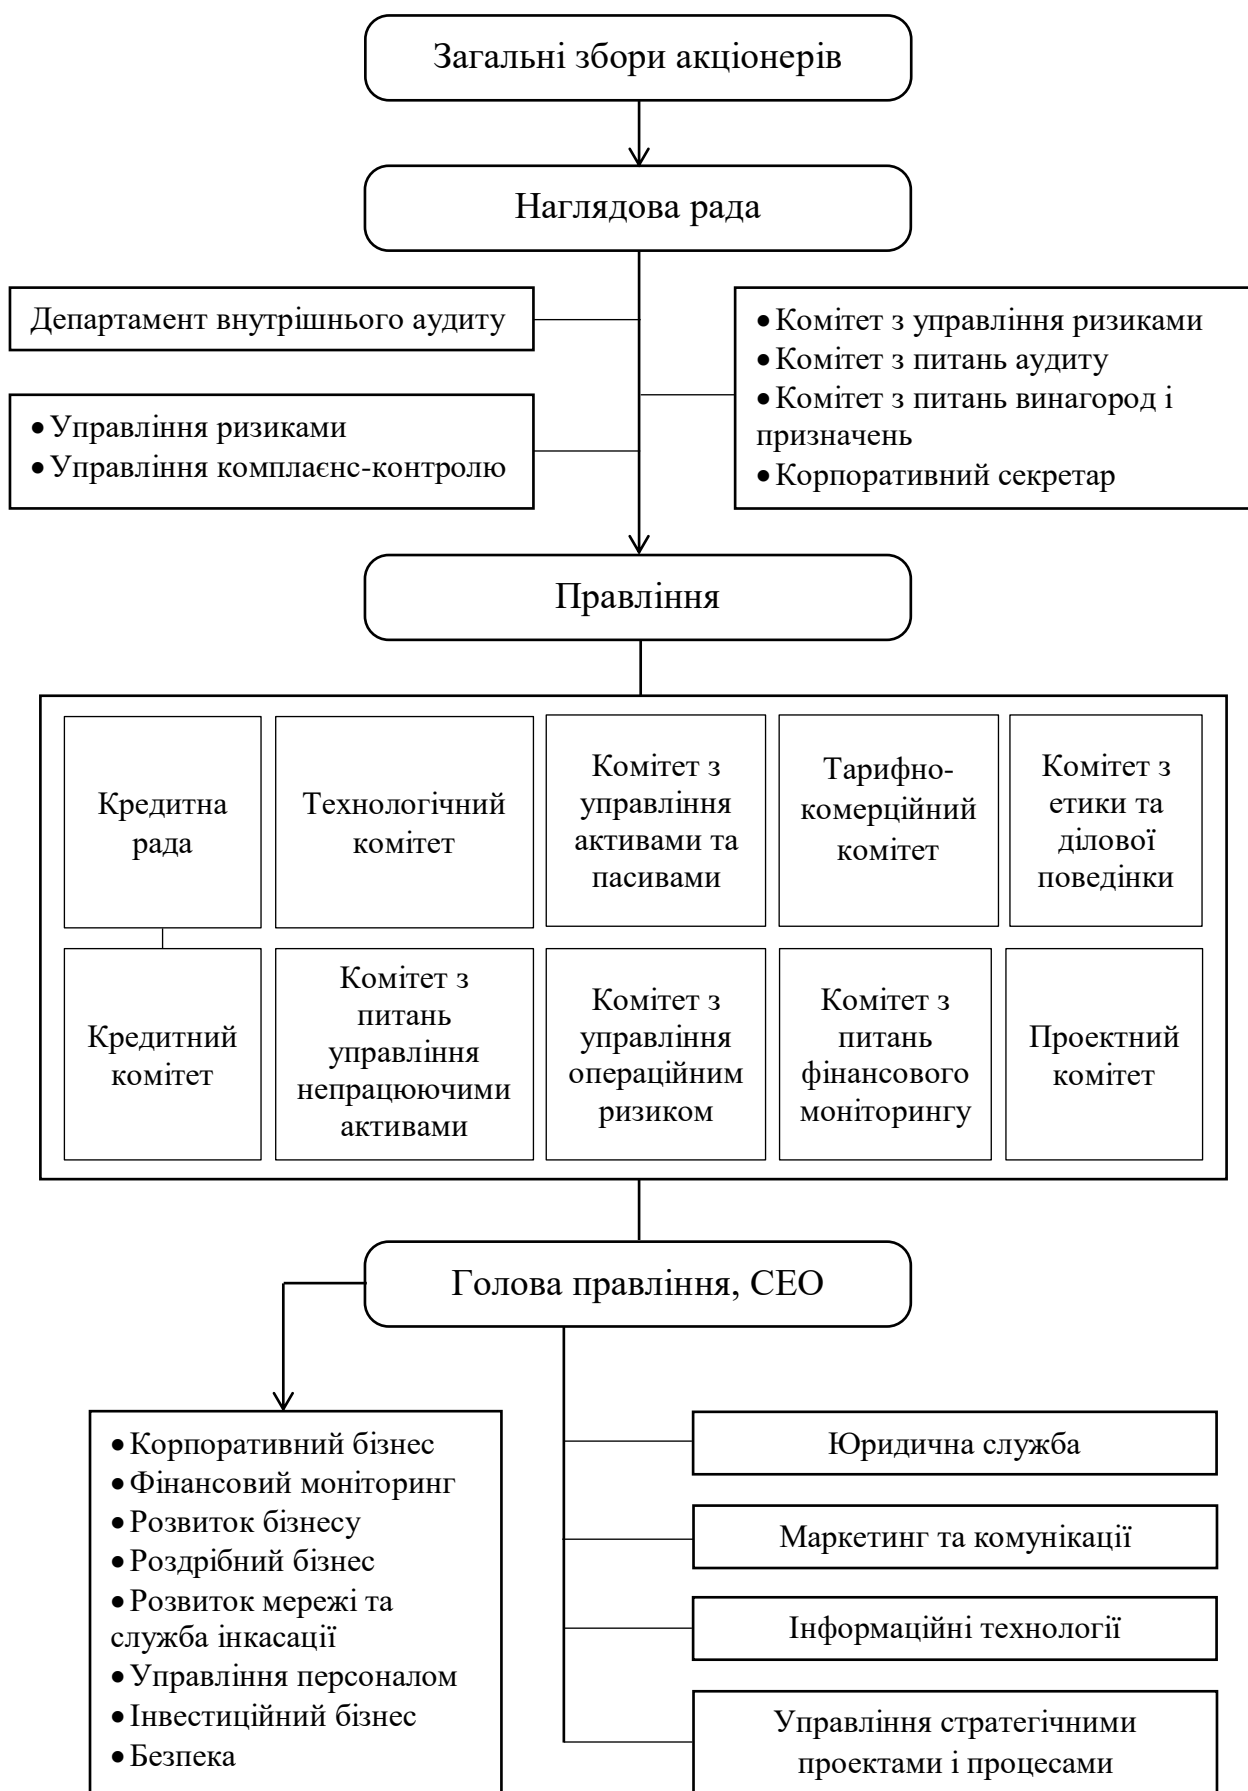 Загальні збори акціонерів
Наглядова рада
Департамент внутрішнього аудиту
• Управління ризиками
• Управління комплаєнс-контролю
• Комітет з управління ризиками
• Комітет з питань аудиту
• Комітет з питань винагород і
призначень
• Корпоративний секретар
Правління
Кредитна
рада
Технологічний
комітет
Комітет з
управління
активами та
пасивами
Тарифно-
комерційний
комітет
Комітет з
етики та
ділової
поведінки
Кредитний
комітет
Комітет з
питань
управління
непрацюючими
активами
Комітет з
управління
операційним
ризиком
Комітет з
питань
фінансового
моніторингу
Проектний
комітет
Голова правління, СЕО
• Корпоративний бізнес
• Фінансовий моніторинг
• Розвиток бізнесу
• Роздрібний бізнес
• Розвиток мережі та
служба інкасації
• Управління персоналом
• Інвестиційний бізнес
• Безпека
Юридична служба
Маркетинг та комунікації
Інформаційні технології
Управління стратегічними
проектами і процесами